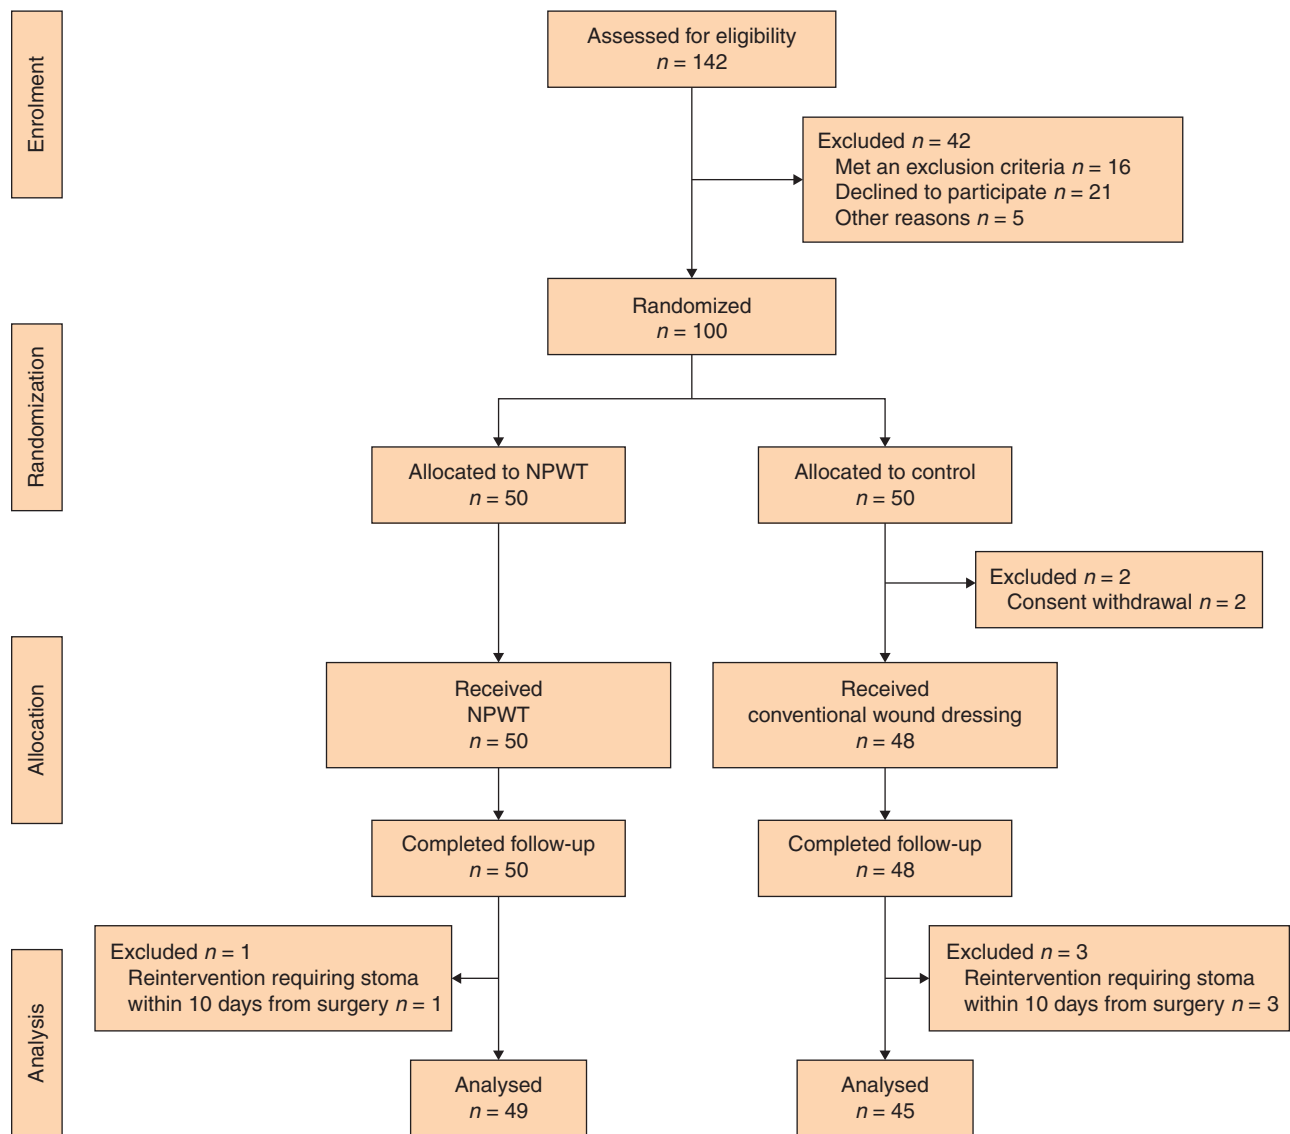 Enrolment
Assessed for eligibility
n = 142
Excluded n = 42
Met an exclusion criteria n = 16
Declined to participate n = 21
Other reasons n = 5
Randomized
n = 100
Randomization
Allocated to NPWT
n = 50
Allocated to control
n = 50
Excluded n = 2
Consent withdrawal n = 2
Allocation
Received
NPWT
n = 50
Received
conventional wound dressing
n = 48
Completed follow-up
n = 50
Completed follow-up
n = 48
Analysis
Excluded n = 1
Reintervention requiring stoma
within 10 days from surgery n = 1
Excluded n = 3
Reintervention requiring stoma
within 10 days from surgery n = 3
Analysed
n = 49
Analysed
n = 45